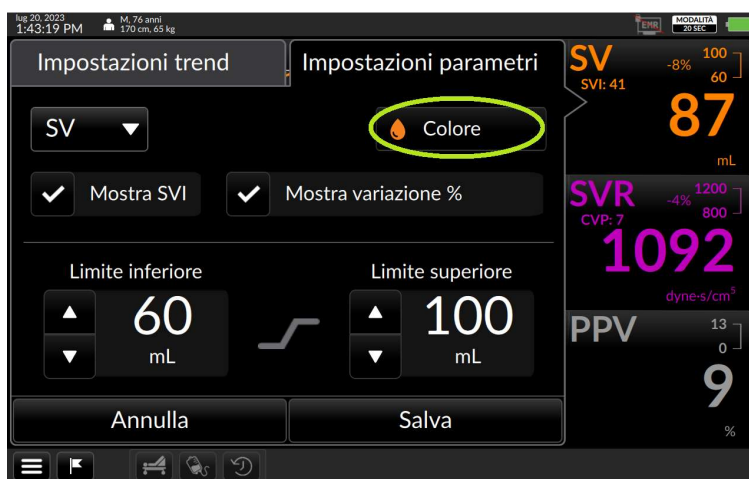 lug 20, 2023
1:43:19 PM
M, 76 anni
170 cm, 65 kg
EMR
MODALITÀ
20 SEC
Impostazioni trend
Impostazioni parametri
SV
Colore
Mostra SVI
Mostra variazione %
Limite inferiore
Limite superiore
60
100
mL
mL
Annulla
Salva
SV
SVI: 41
-8%
100
60
87
mL
SVR
CVP: 7
-4%
1200
800
1092
dyne·s/cm⁵
PPV
13
0
9
%